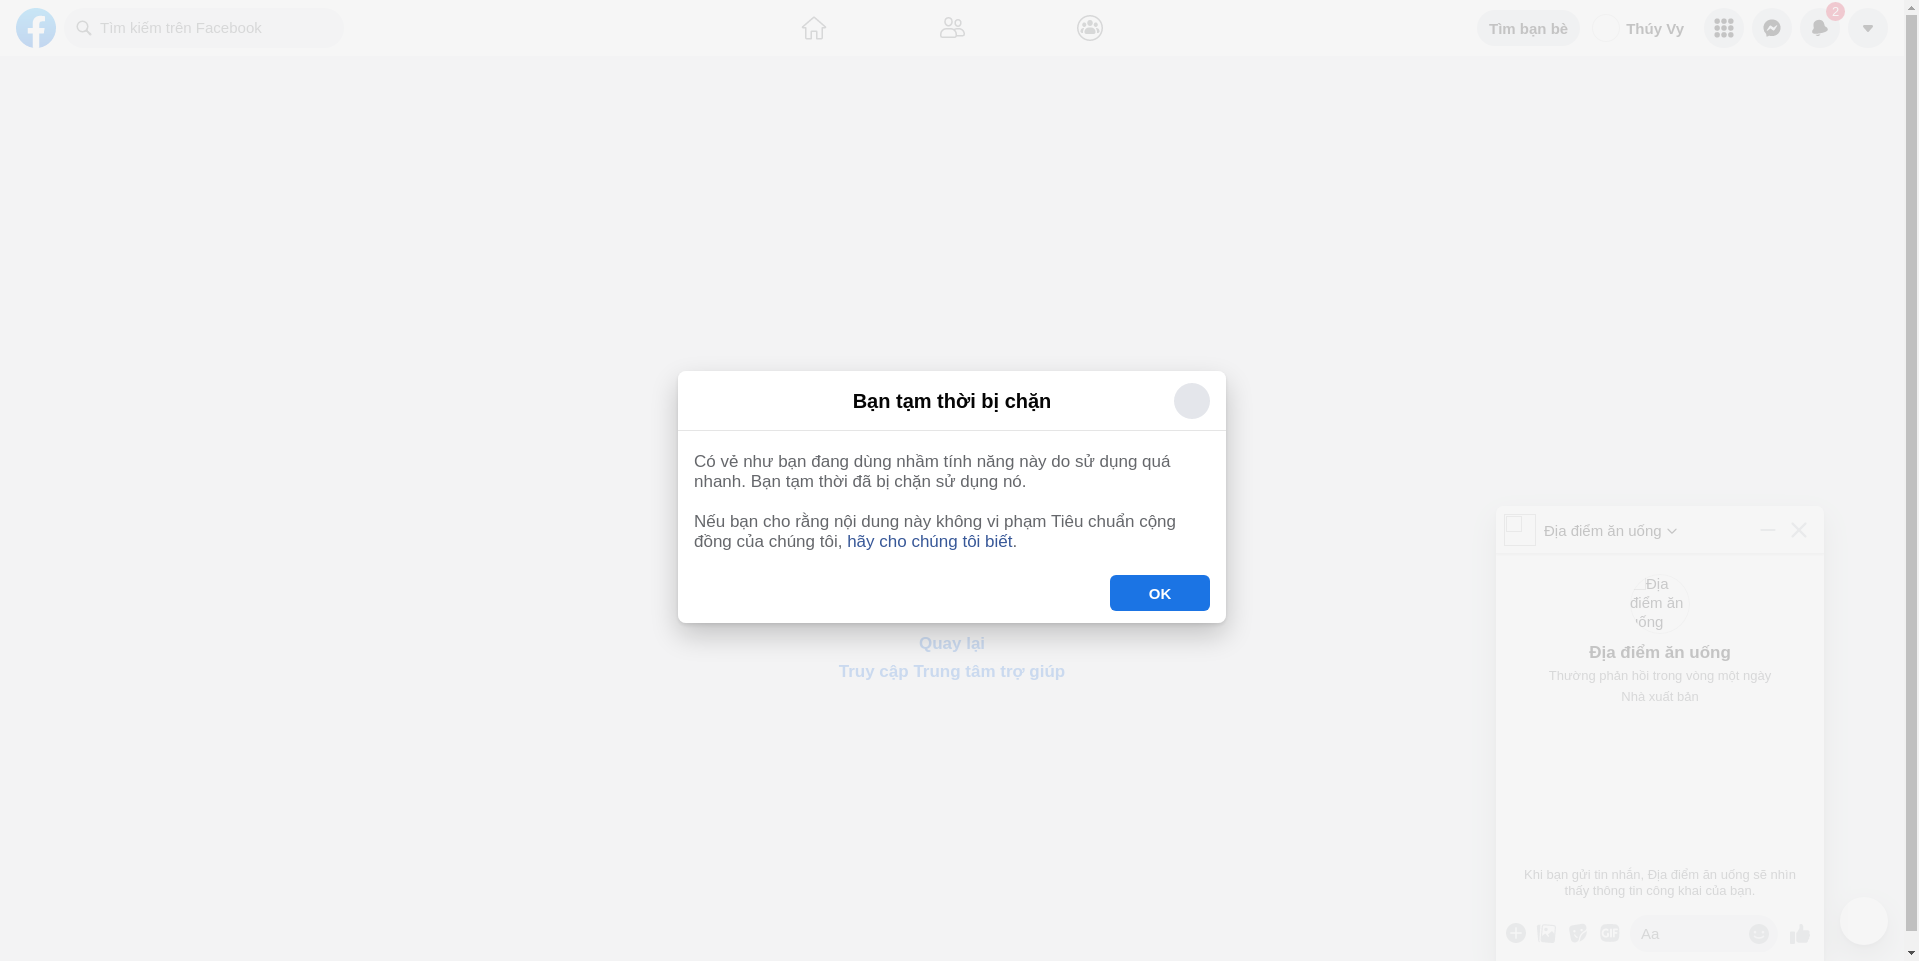 Tìm kiếm trên Facebook
Tìm bạn bè
Thúy Vy
2
Bạn tạm thời bị chặn
Có vẻ như bạn đang dùng nhầm tính năng này do sử dụng quá
nhanh. Bạn tạm thời đã bị chặn sử dụng nó.
Nếu bạn cho rằng nội dung này không vi phạm Tiêu chuẩn cộng
đồng của chúng tôi, hãy cho chúng tôi biết.
OK
Quay lại
Truy cập Trung tâm trợ giúp
Địa điểm ăn uống
Địa
điểm ăn
uống
Địa điểm ăn uống
Thường phản hồi trong vòng một ngày
Nhà xuất bản
Khi bạn gửi tin nhắn, Địa điểm ăn uống sẽ nhìn
thấy thông tin công khai của bạn.
GIF
Aa